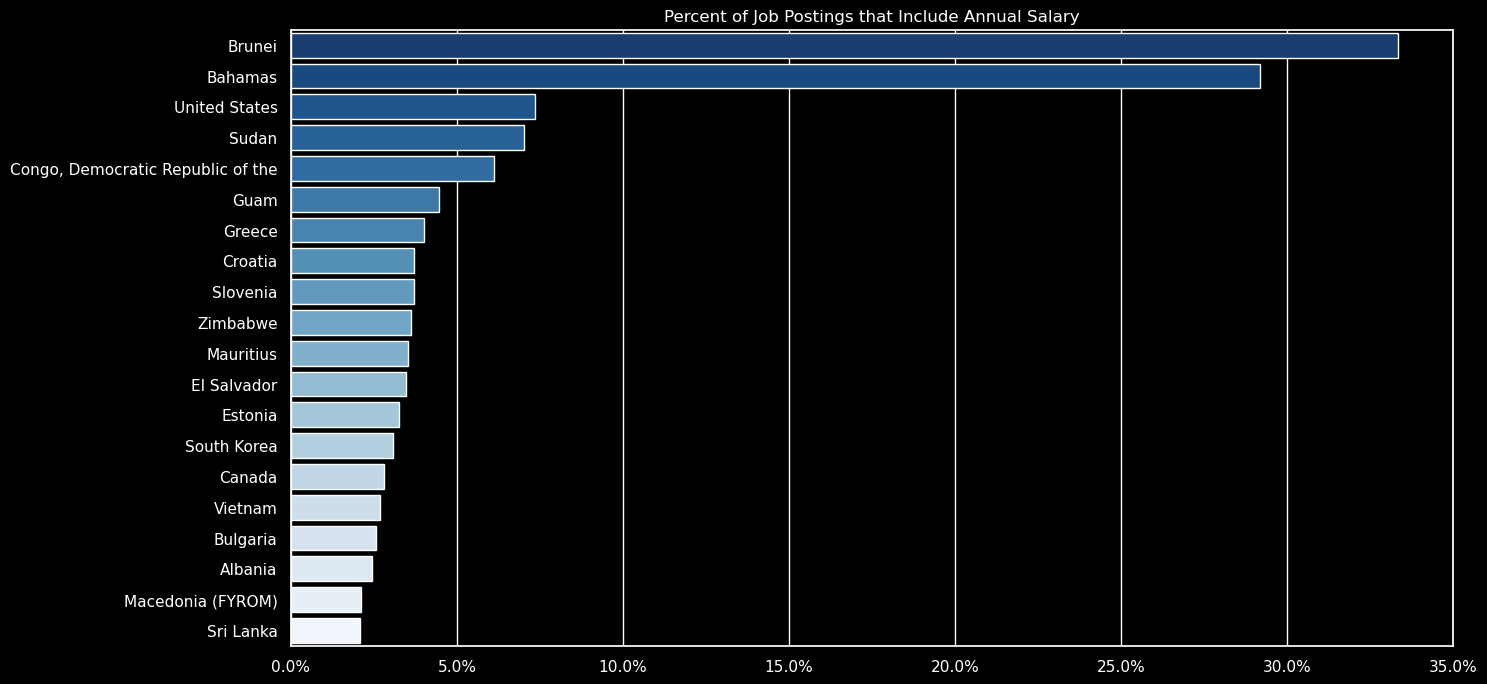 Percent of Job Postings that Include Annual Salary
Brunei
Bahamas
United States
Sudan
Congo, Democratic Republic of the
Guam
Greece
Croatia
Slovenia
Zimbabwe
Mauritius
El Salvador
Estonia
South Korea
Canada
Vietnam
Bulgaria
Albania
Macedonia (FYROM)
Sri Lanka
0.0% 5.0% 10.0% 15.0% 20.0% 25.0% 30.0% 35.0%